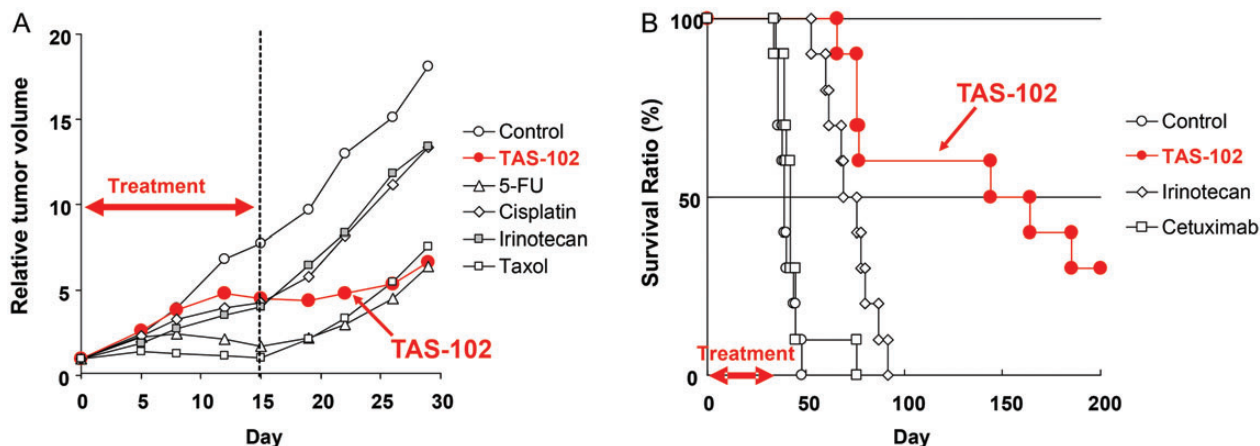 A
Relative tumor volume
20
15
10
5
0
Treatment
TAS-102
0 5 10 15 20 25 30
Day
Control
TAS-102
5-FU
Cisplatin
Irinotecan
Taxol
B
Survival Ratio (%)
100
50
0
TAS-102
Treatment
0 50 100 150 200
Day
Control
TAS-102
Irinotecan
Cetuximab